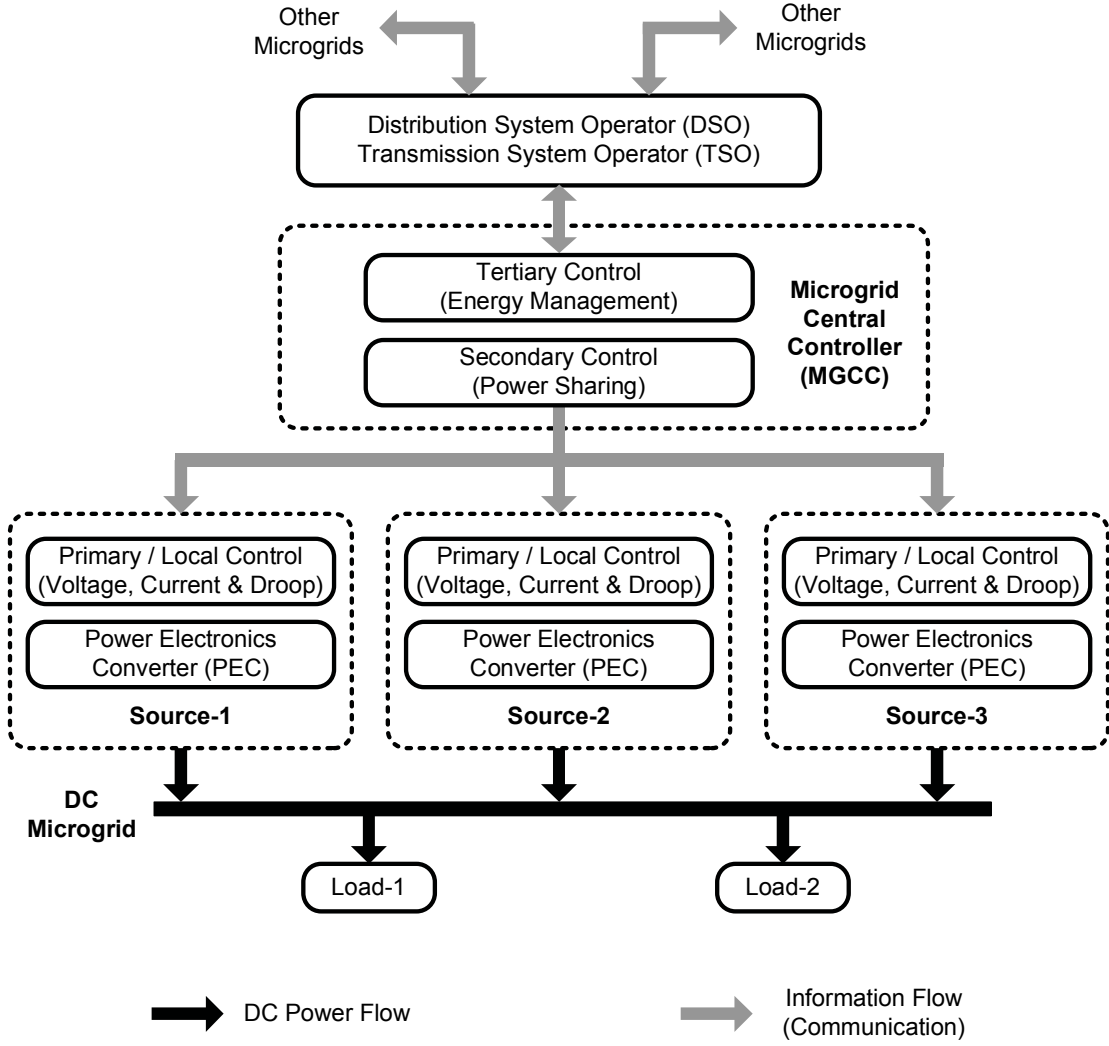 Other
Microgrids
Other
Microgrids
Distribution System Operator (DSO)
Transmission System Operator (TSO)
Tertiary Control
(Energy Management)
Secondary Control
(Power Sharing)
Microgrid
Central
Controller
(MGCC)
Primary / Local Control
(Voltage, Current & Droop)
Power Electronics
Converter (PEC)
Source-1
Primary / Local Control
(Voltage, Current & Droop)
Power Electronics
Converter (PEC)
Source-2
Primary / Local Control
(Voltage, Current & Droop)
Power Electronics
Converter (PEC)
Source-3
DC
Microgrid
Load-1
Load-2
DC Power Flow
Information Flow
(Communication)